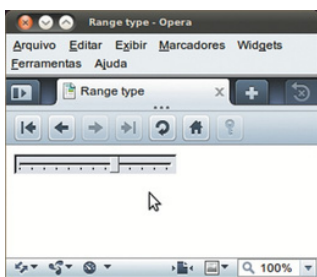 Range type - Opera
Arquivo Editar Exibir Marcadores Widgets
Ferramentas Ajuda
Range type
100%